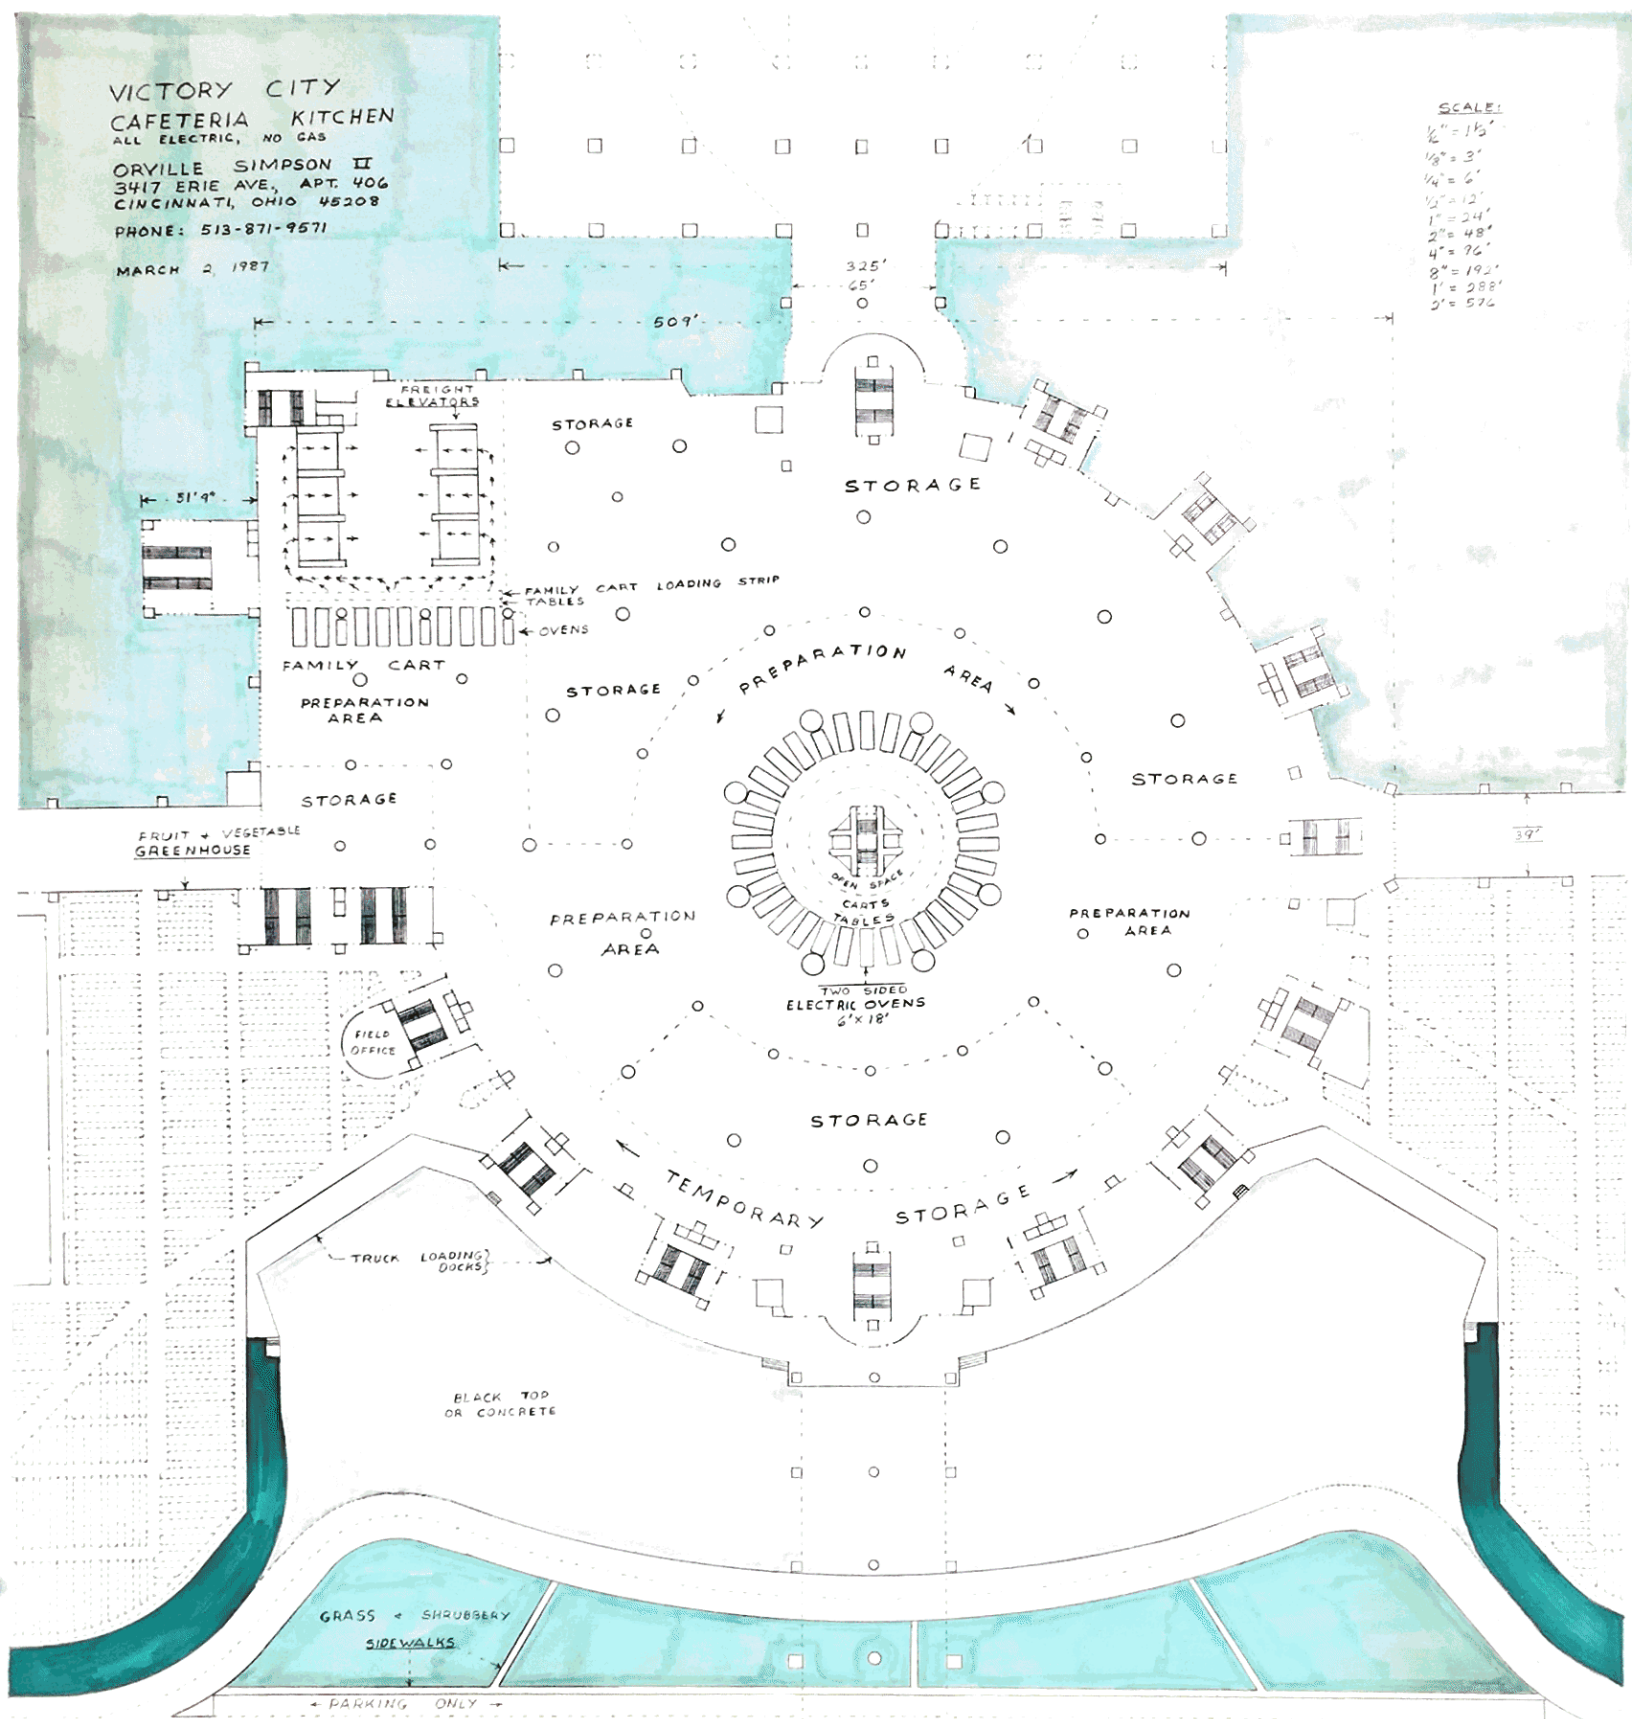 VICTORY CITY
CAFETERIA KITCHEN
ALL ELECTRIC, NO GAS
ORVILLE SIMPSON II
3417 ERIE AVE., APT. 406
CINCINNATI, OHIO 45208
PHONE: 513-871-9571
MARCH 2, 1987
SCALE:
1/16" = 1 1/2'
1/8" = 3'
1/4" = 6'
1/2" = 12'
1" = 24'
2" = 48'
4" = 96'
8" = 192'
1' = 288'
2' = 576
325'
65'
509'
FREIGHT
ELEVATORS
STORAGE
STORAGE
31'9"
FAMILY CART LOADING STRIP
TABLES
OVENS
FAMILY CART
PREPARATION
AREA
STORAGE
PREPARATION AREA
STORAGE
STORAGE
39'
FRUIT + VEGETABLE
GREENHOUSE
OPEN SPACE
CARTS
TABLES
PREPARATION
AREA
PREPARATION
AREA
TWO SIDED
ELECTRIC OVENS
6' x 18'
FIELD
OFFICE
STORAGE
TEMPORARY STORAGE
TRUCK LOADING
DOCKS
BLACK TOP
OR CONCRETE
GRASS + SHRUBBERY
SIDEWALKS
PARKING ONLY